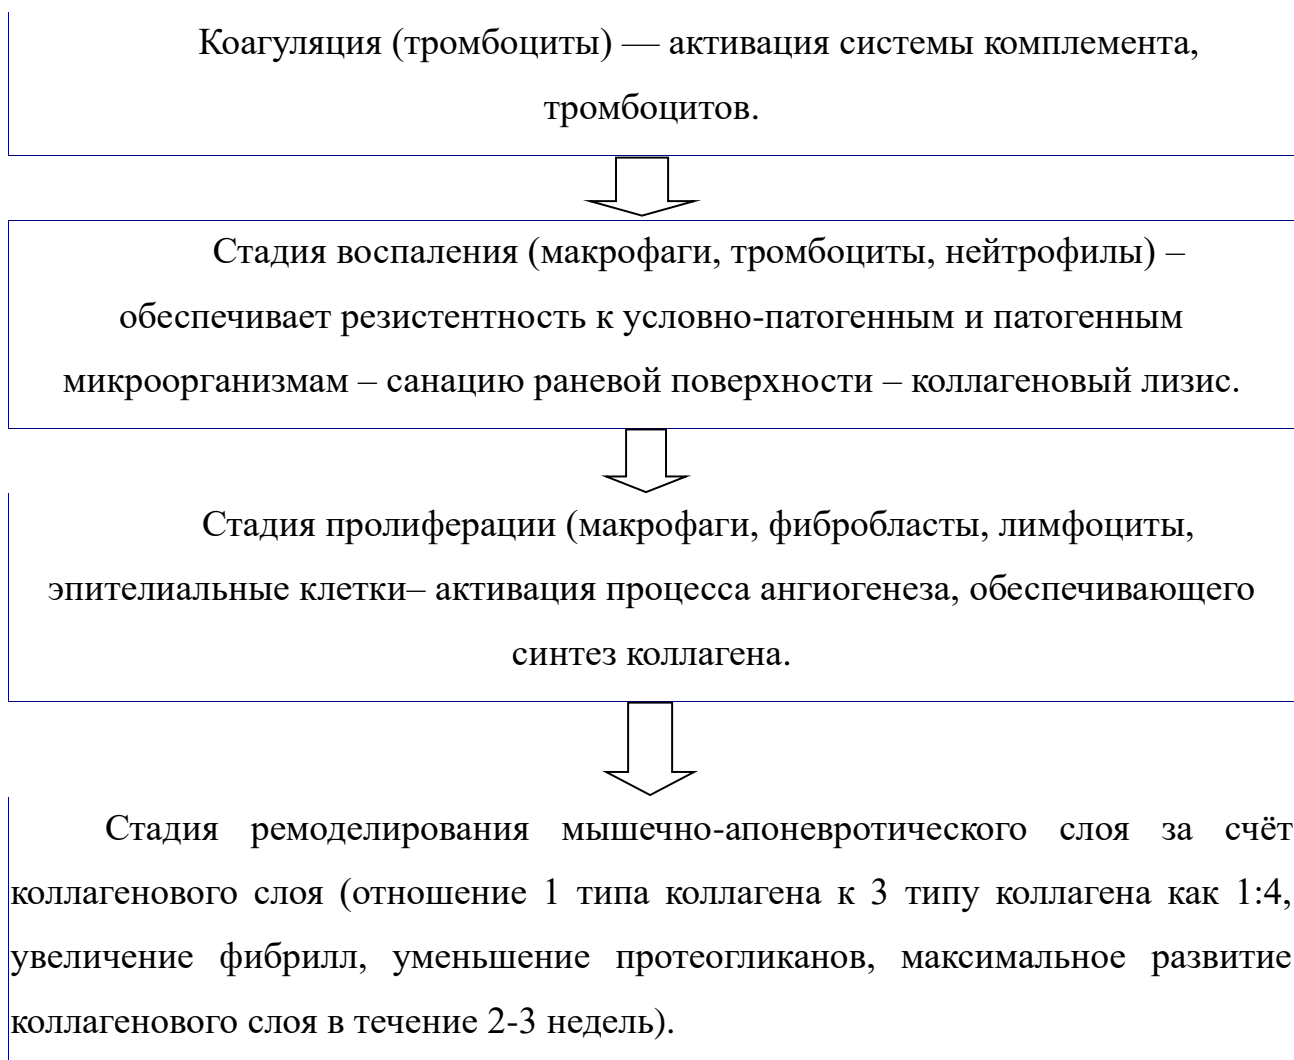 Коагуляция (тромбоциты) — активация системы комплемента,
тромбоцитов.
Стадия воспаления (макрофаги, тромбоциты, нейтрофилы) –
обеспечивает резистентность к условно-патогенным и патогенным
микроорганизмам – санацию раневой поверхности – коллагеновый лизис.
Стадия пролиферации (макрофаги, фибробласты, лимфоциты,
эпителиальные клетки– активация процесса ангиогенеза, обеспечивающего
синтез коллагена.
Стадия ремоделирования мышечно-апоневротического слоя за счёт
коллагенового слоя (отношение 1 типа коллагена к 3 типу коллагена как 1:4,
увеличение фибрилл, уменьшение протеогликанов, максимальное развитие
коллагенового слоя в течение 2-3 недель).